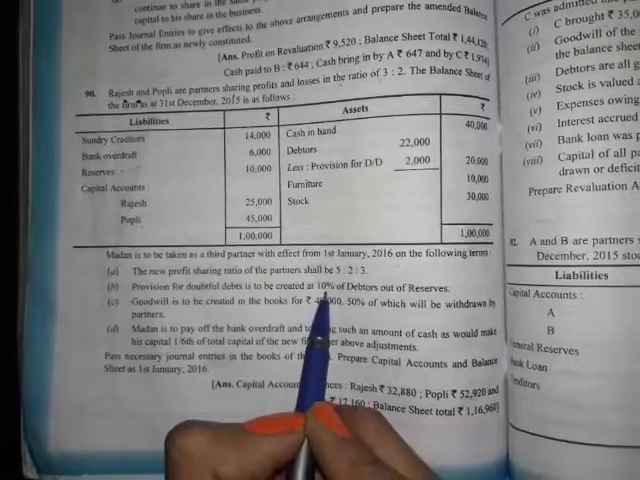 continue to share in the same
capital to his share in the business.
Pass Journal Entries to give effects to the above arrangements and prepare the amended Balance
Sheet of the firm as newly constituted.
[Ans. Profit on Revaluation ₹ 9,520 ; Balance Sheet Total ₹ 1,44,120
Cash paid to B : ₹ 644 ; Cash bring in by A ₹ 647 and by C ₹ 1,974]
90. Rajesh and Popli are partners sharing profits and losses in the ratio of 3 : 2. The Balance Sheet of
the firm as at 31st December, 2015 is as follows :
Liabilities ₹ Assets ₹
Sundry Creditors 14,000 Cash in hand 40,000
Bank overdraft 6,000 Debtors 22,000
Reserves 10,000 Less : Provision for D/D 2,000 20,000
Capital Accounts : Furniture 10,000
Rajesh 25,000 Stock 30,000
Popli 45,000
1,00,000 1,00,000
Madan is to be taken as a third partner with effect from 1st January, 2016 on the following terms :
(a) The new profit sharing ratio of the partners shall be 5 : 2 : 3.
(b) Provision for doubtful debts is to be created at 10% of Debtors out of Reserves.
(c) Goodwill is to be created in the books for ₹ 000, 50% of which will be withdrawn by
partners.
(d) Madan is to pay off the bank overdraft and to such an amount of cash as would make
his capital 1/6th of total capital of the new above adjustments.
Pass necessary journal entries in the books of Prepare Capital Accounts and Balance
Sheet as 1st January, 2016.
[Ans. Capital : Rajesh ₹ 32,880 ; Popli ₹ 52,920 and
₹ 17,160 ; Balance Sheet total ₹ 1,16,960]
C was admitted
(i) C brought ₹ 35,0
(ii) Goodwill of the
the balance sheet
(iii) Debtors are all g
(iv) Stock is valued a
(v) Expenses owing
(vi) Interest accrued
(vii) Bank loan was p
(viii) Capital of all pa
drawn or deficit
Prepare Revaluation A
A and B are partners
December, 2015 stoo
Liabilities
Capital Accounts :
A
B
General Reserves
Bank Loan
Creditors